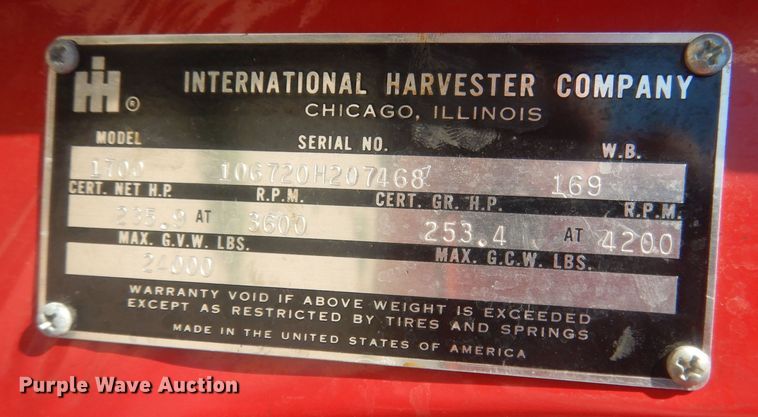 IH ®
INTERNATIONAL HARVESTER COMPANY
CHICAGO, ILLINOIS
MODEL SERIAL NO. W.B.
1700 106720H207468 169
CERT. NET H.P. R.P.M. CERT. GR. H.P. R.P.M.
235.9 AT 3600 253.4 AT 4200
MAX. G.V.W. LBS. MAX. G.C.W. LBS.
24000
WARRANTY VOID IF ABOVE WEIGHT IS EXCEEDED
EXCEPT AS RESTRICTED BY TIRES AND SPRINGS
MADE IN THE UNITED STATES OF AMERICA
Purple Wave Auction